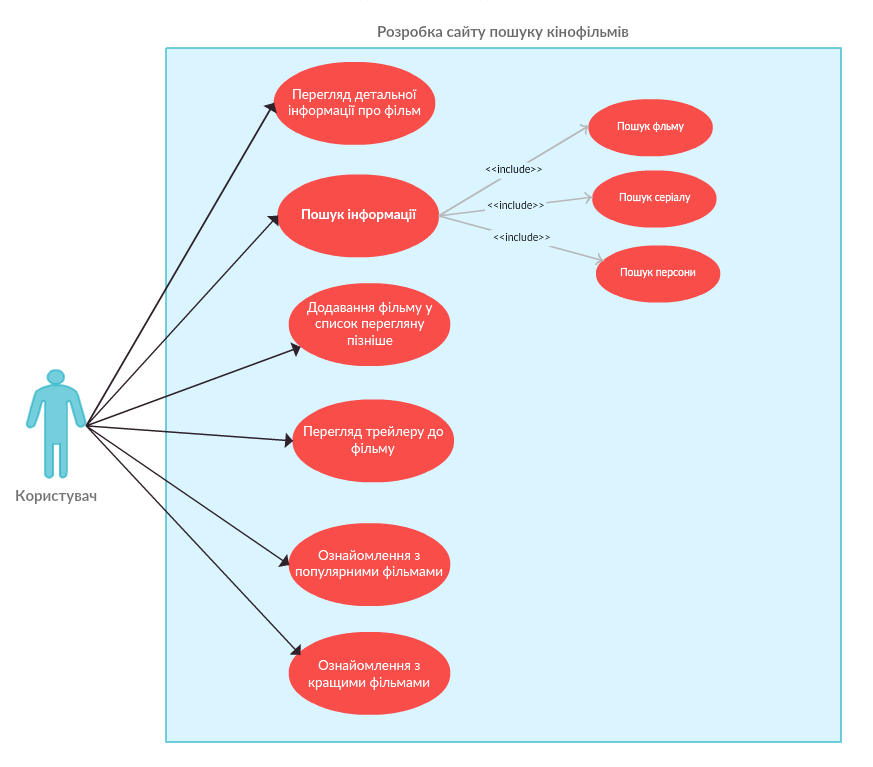 Розробка сайту пошуку кінофільмів
Перегляд детальної
інформації про фільм
Пошук фльму
<<include>>
Пошук серіалу
<<include>>
Пошук інформації
<<include>>
Пошук персони
Додавання фільму у
список перегляну
пізніше
Перегляд трейлеру до
фільму
Користувач
Ознайомлення з
популярними фільмами
Ознайомлення з
кращими фільмами